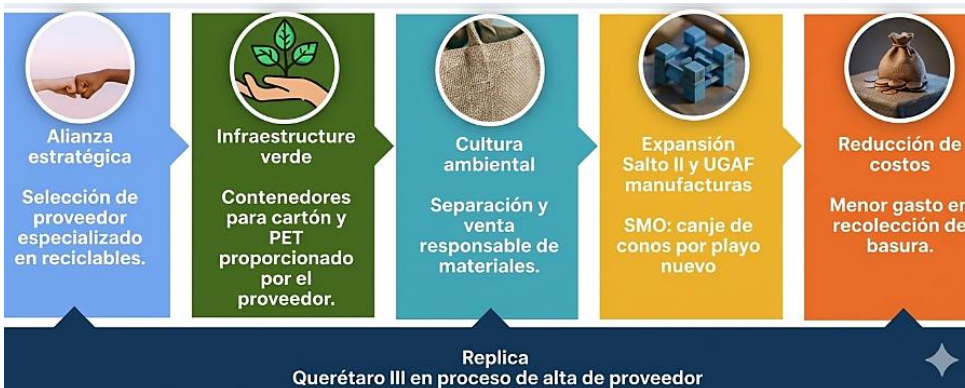 Alianza
estratégica
Selección de
proveedor
especializado
en reciclables.
Infraestructure
verde
Contenedores
para cartón y
PET
proporcionado
por el
proveedor.
Cultura
ambiental
Separación y
venta
responsable de
materiales.
Expansión
Salto II y UGAF
manufacturas
SMO: canje de
conos por playo
nuevo
Reducción de
costos
Menor gasto en
recolección de
basura.
Replica
Querétaro III en proceso de alta de proveedor